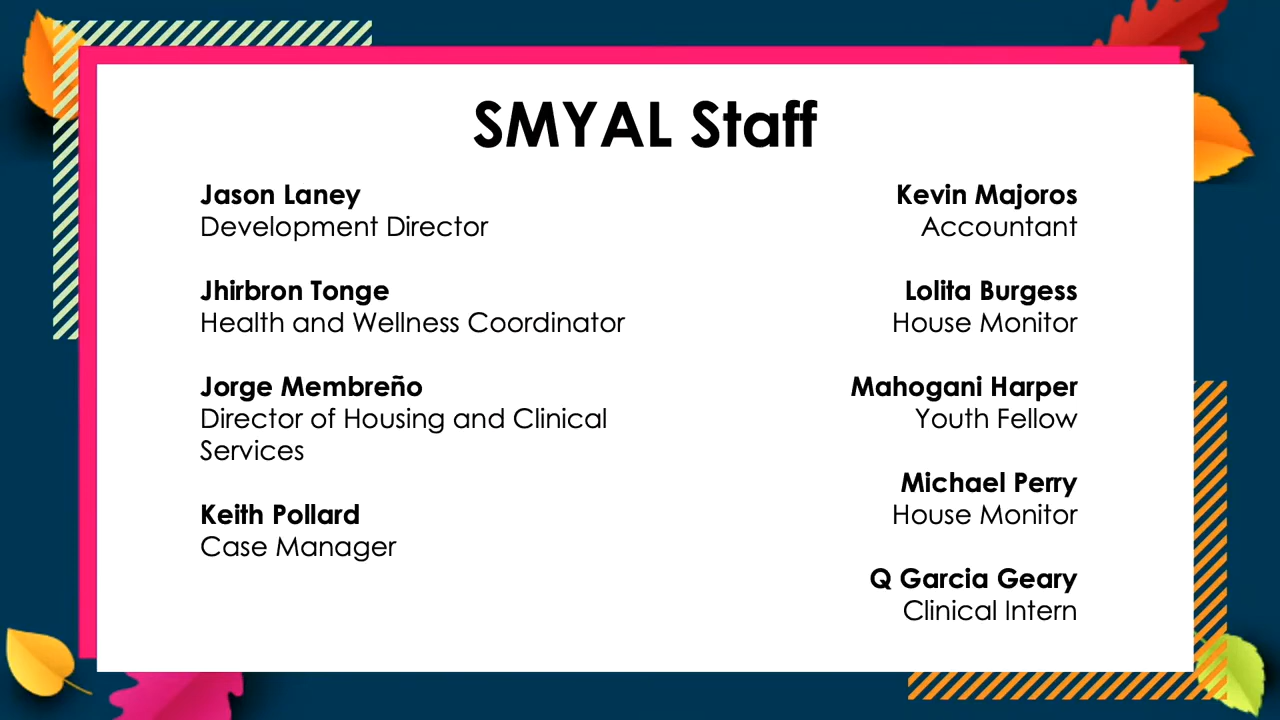 SMYAL Staff
Jason Laney
Development Director
Jhirbron Tonge
Health and Wellness Coordinator
Jorge Membreño
Director of Housing and Clinical
Services
Keith Pollard
Case Manager
Kevin Majoros
Accountant
Lolita Burgess
House Monitor
Mahogani Harper
Youth Fellow
Michael Perry
House Monitor
Q Garcia Geary
Clinical Intern